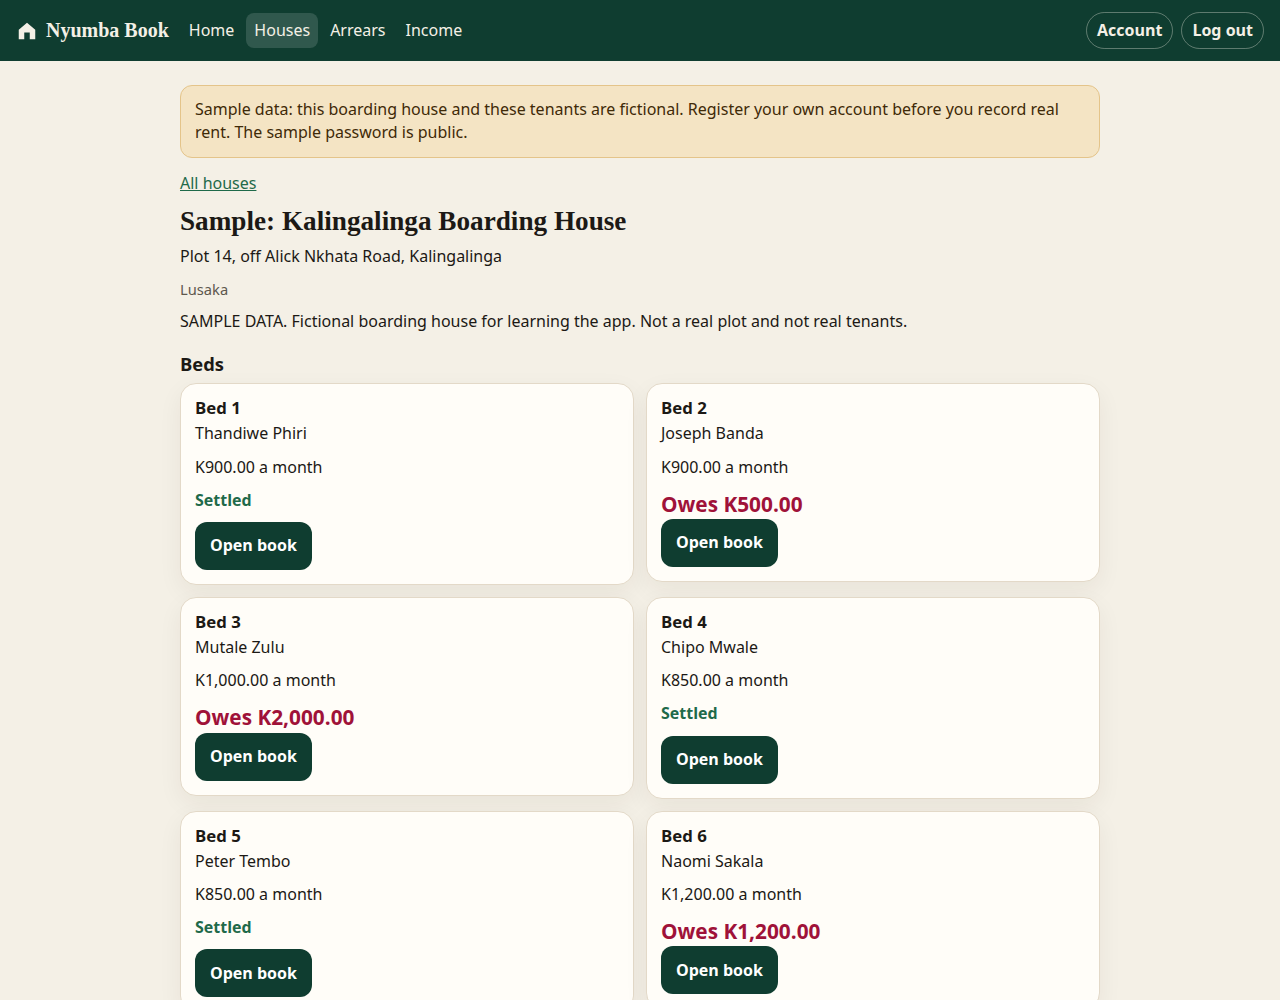 Nyumba Book Home Houses Arrears Income Account Log out
Sample data: this boarding house and these tenants are fictional. Register your own account before you record real
rent. The sample password is public.
All houses
Sample: Kalingalinga Boarding House
Plot 14, off Alick Nkhata Road, Kalingalinga
Lusaka
SAMPLE DATA. Fictional boarding house for learning the app. Not a real plot and not real tenants.
Beds
Bed 1
Thandiwe Phiri
K900.00 a month
Settled
Open book
Bed 2
Joseph Banda
K900.00 a month
Owes K500.00
Open book
Bed 3
Mutale Zulu
K1,000.00 a month
Owes K2,000.00
Open book
Bed 4
Chipo Mwale
K850.00 a month
Settled
Open book
Bed 5
Peter Tembo
K850.00 a month
Settled
Open book
Bed 6
Naomi Sakala
K1,200.00 a month
Owes K1,200.00
Open book